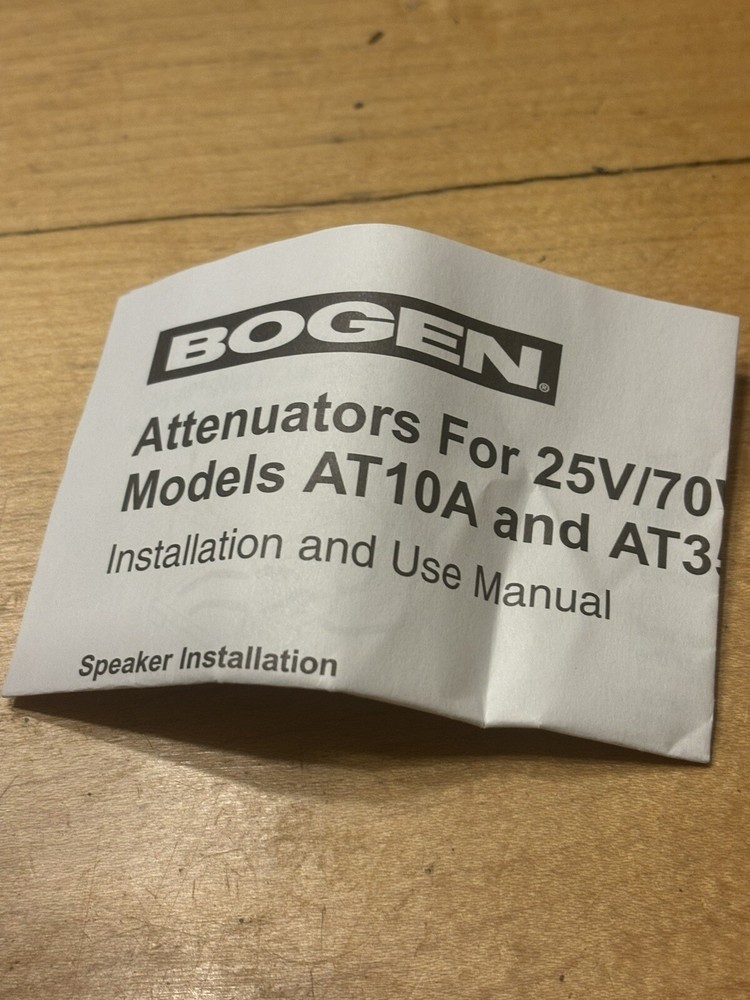 BOGEN®
Attenuators For 25V/70
Models AT10A and AT3
Installation and Use Manual
Speaker Installation